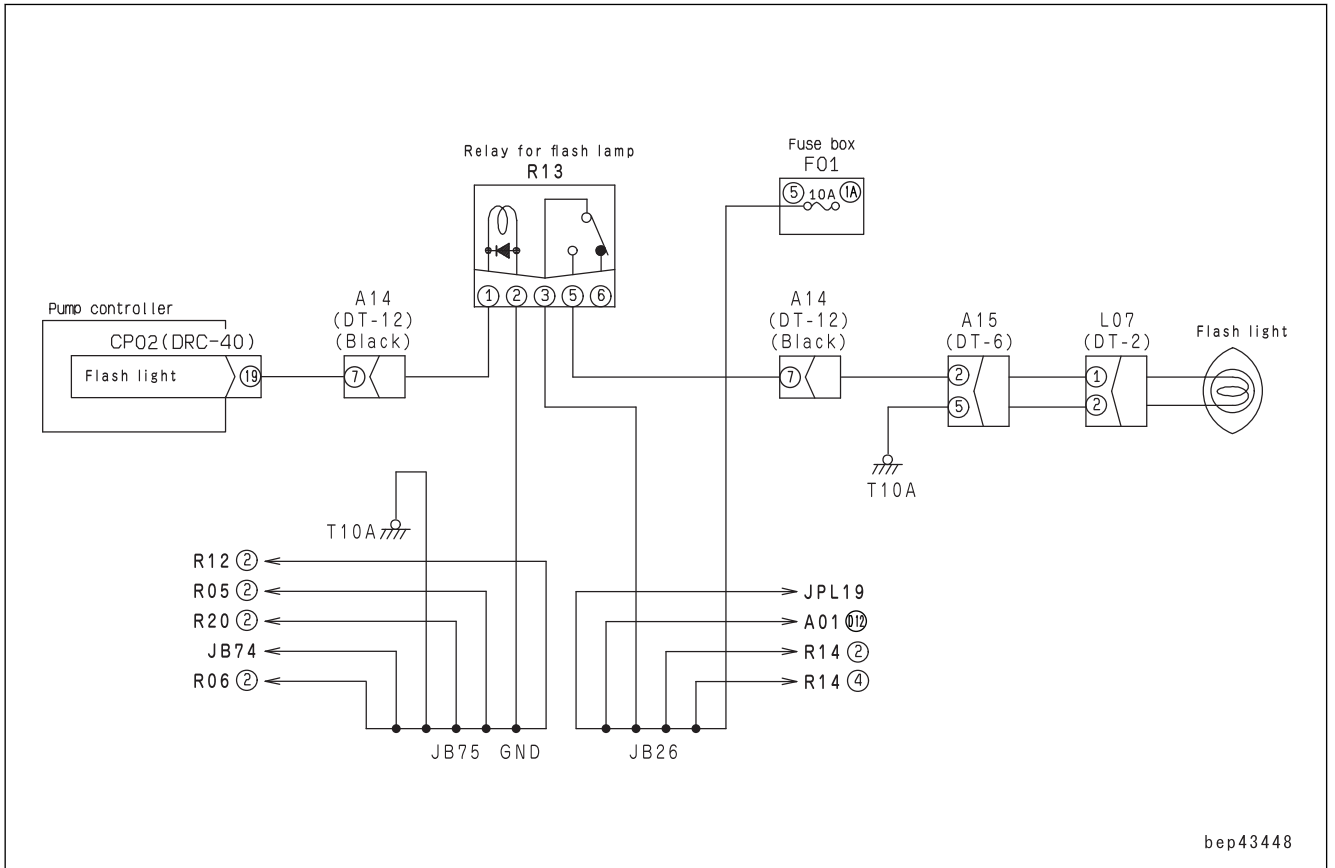 Fuse box
F01
⑤ 10A 1A
Relay for flash lamp
R13
① ② ③ ⑤ ⑥
Pump controller
CP02(DRC-40)
Flash light ⑲
A14
(DT-12)
(Black)
⑦
A14
(DT-12)
(Black)
⑦
A15
(DT-6)
②
⑤
L07
(DT-2)
①
②
Flash light
T10A
T10A
R12 ②
R05 ②
R20 ②
JB74
R06 ②
JPL19
A01 D12
R14 ②
R14 ④
JB75 GND
JB26
bep43448